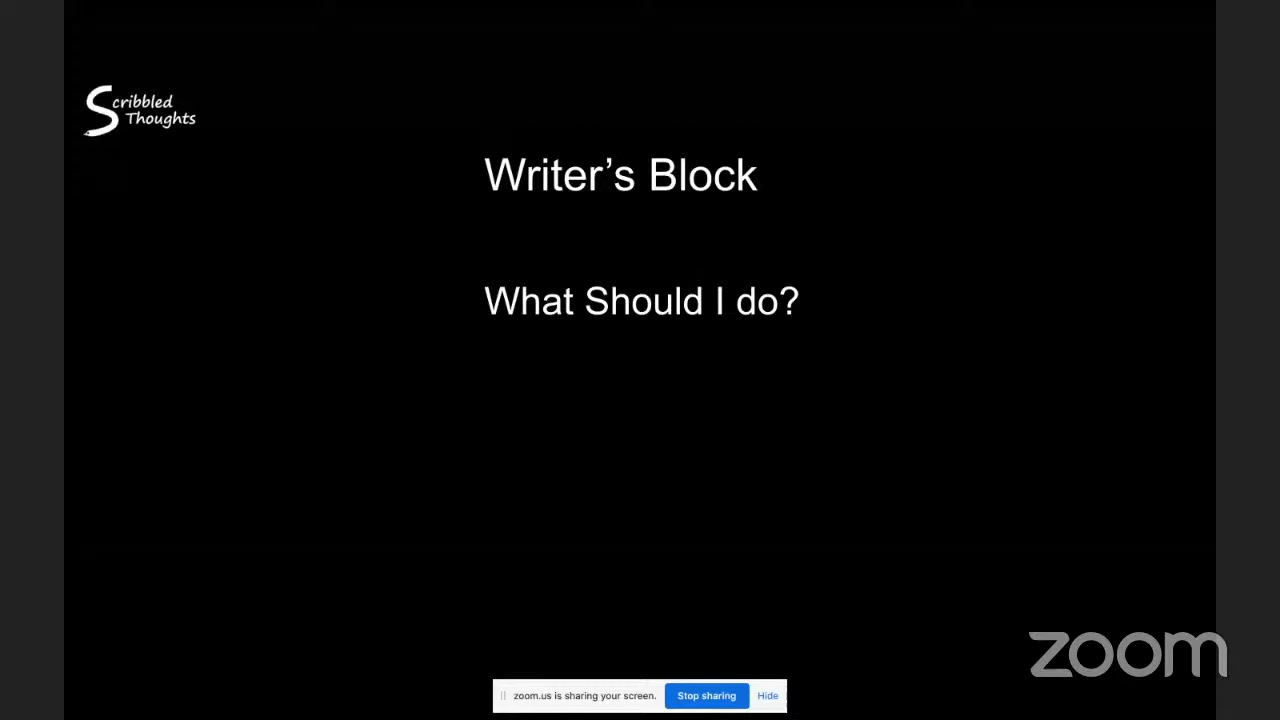 Scribbled
Thoughts
Writer’s Block
What Should I do?
zoom
zoom.us is sharing your screen. Stop sharing Hide